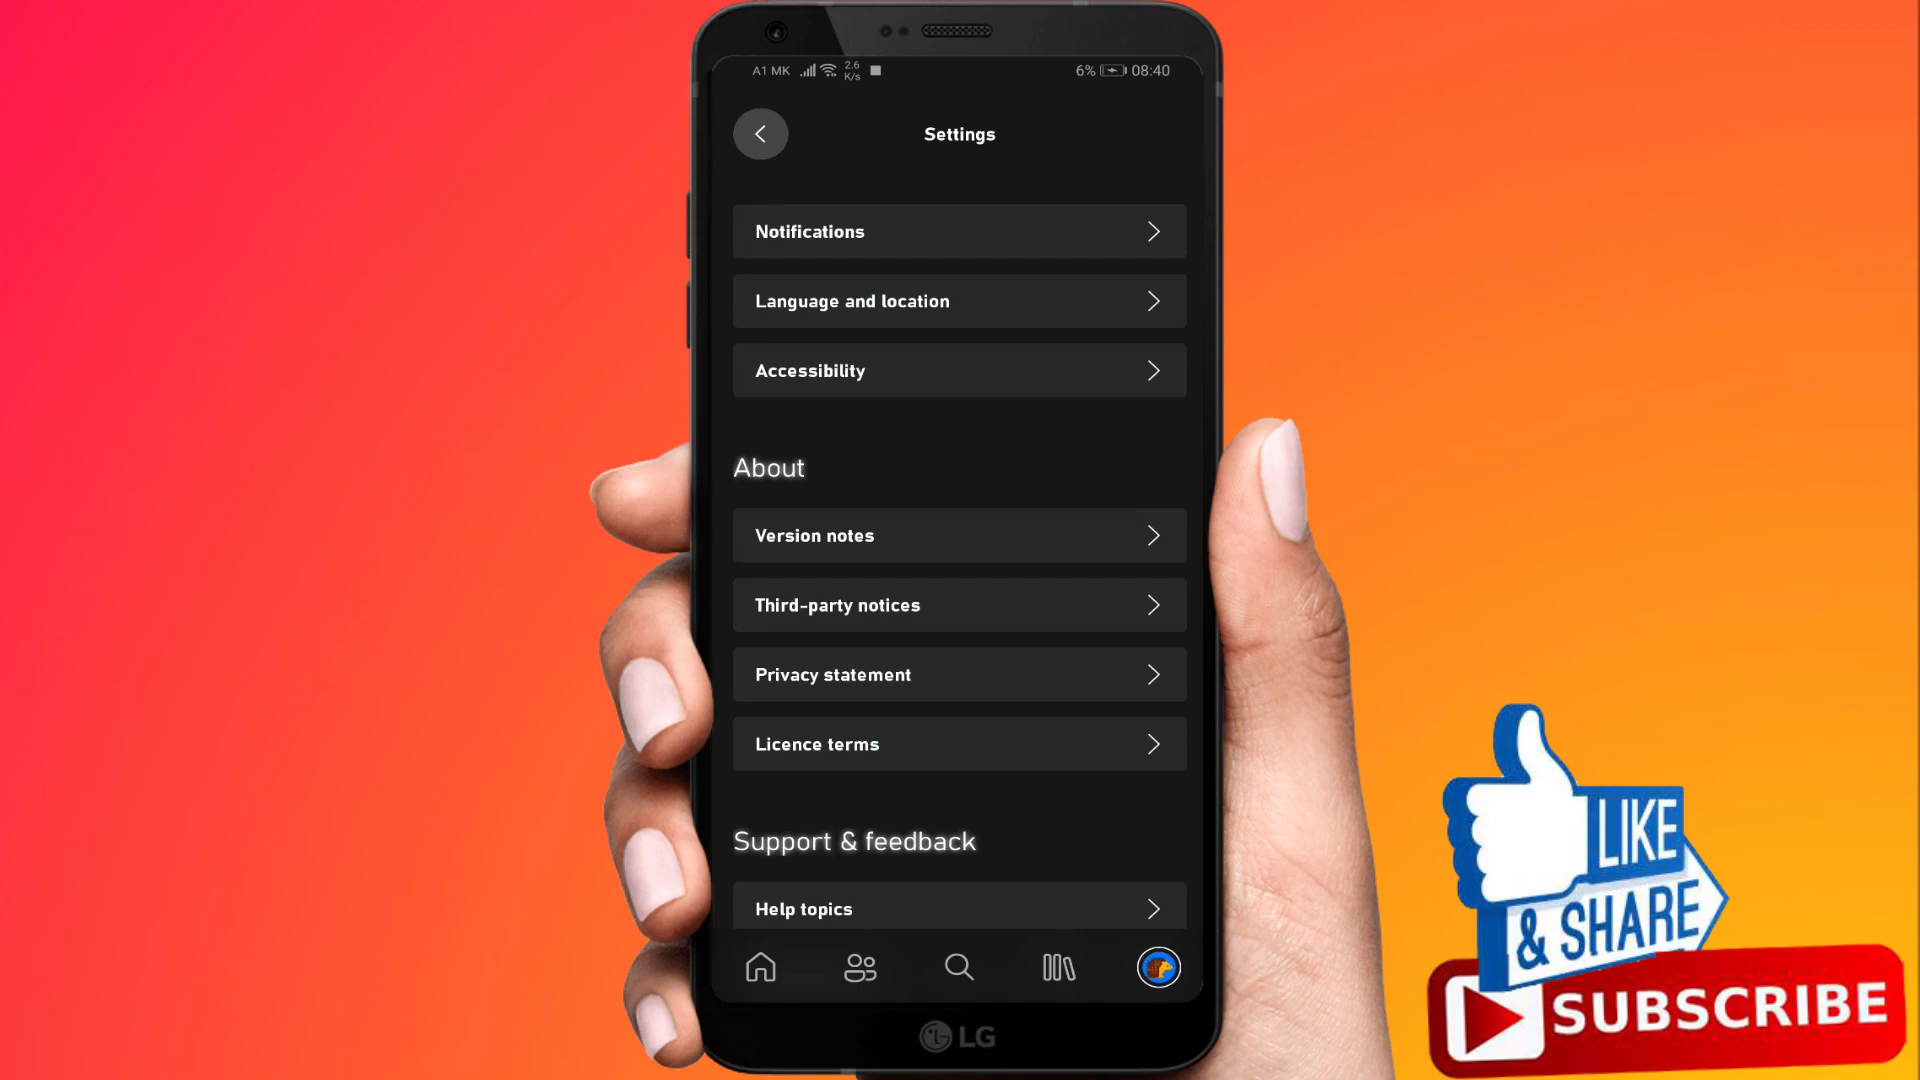 A1 MK 2.6 K/s 6% 08:40
Settings
Notifications
Language and location
Accessibility
About
Version notes
Third-party notices
Privacy statement
Licence terms
Support & feedback
Help topics
LG
LIKE
& SHARE
SUBSCRIBE